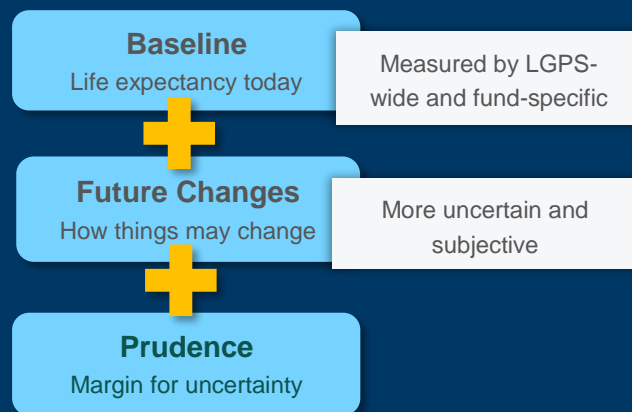 Baseline
Life expectancy today
Measured by LGPS-
wide and fund-specific
Future Changes
How things may change
More uncertain and
subjective
Prudence
Margin for uncertainty